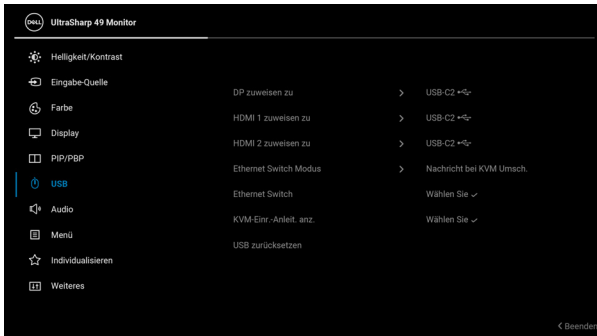 DELL
UltraSharp 49 Monitor
Helligkeit/Kontrast
Eingabe-Quelle
Farbe
Display
PIP/PBP
USB
Audio
Menü
Individualisieren
Weiteres
DP zuweisen zu USB-C2
HDMI 1 zuweisen zu USB-C2
HDMI 2 zuweisen zu USB-C2
Ethernet Switch Modus Nachricht bei KVM Umsch.
Ethernet Switch Wählen Sie
KVM-Einr.-Anleit. anz. Wählen Sie
USB zurücksetzen
Beenden